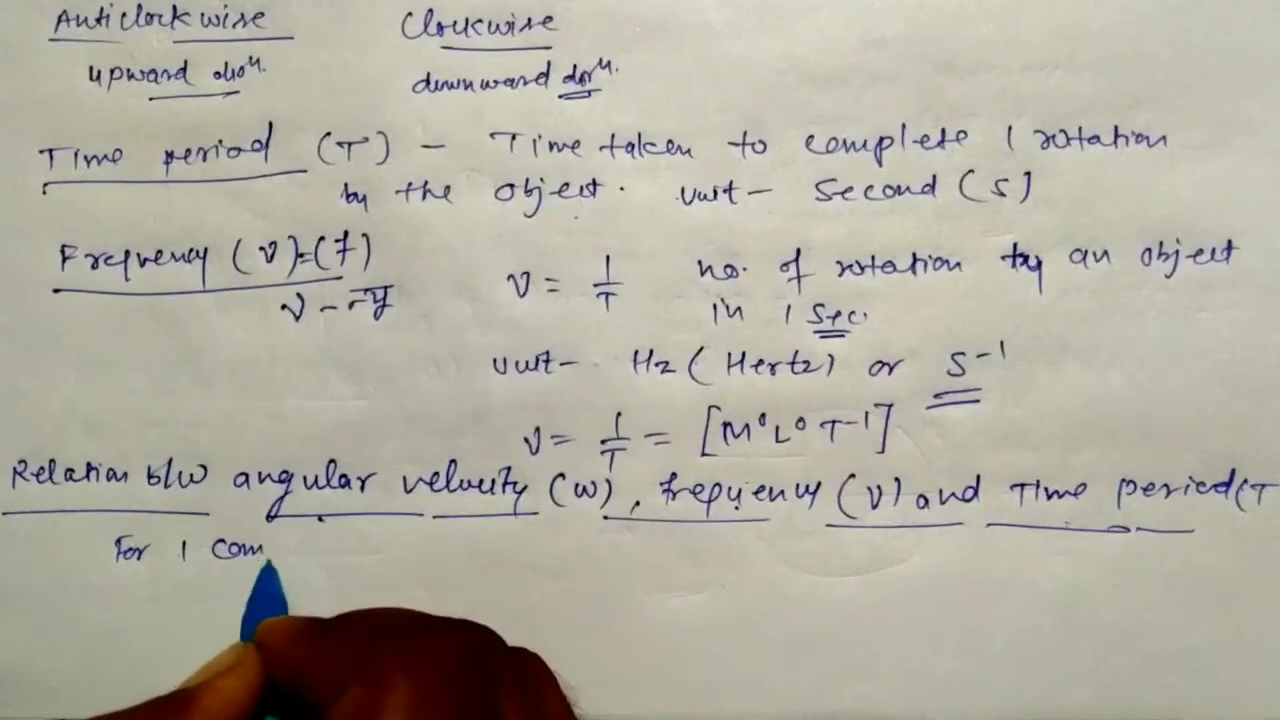 Anticlockwise Clockwise
upward dirⁿ. downward dirⁿ.
Time period (T) - Time taken to complete 1 rotation
by the object. unit - Second (s)
Frequency (ν)=(f)
ν = 1/T no. of rotation by an object
in 1 Sec.
unit - Hz (Hertz) or S⁻¹
ν = 1/T = [M⁰L⁰T-1]
Relation b/w angular velocity (ω), frequency (ν) and Time period (T
For 1 com